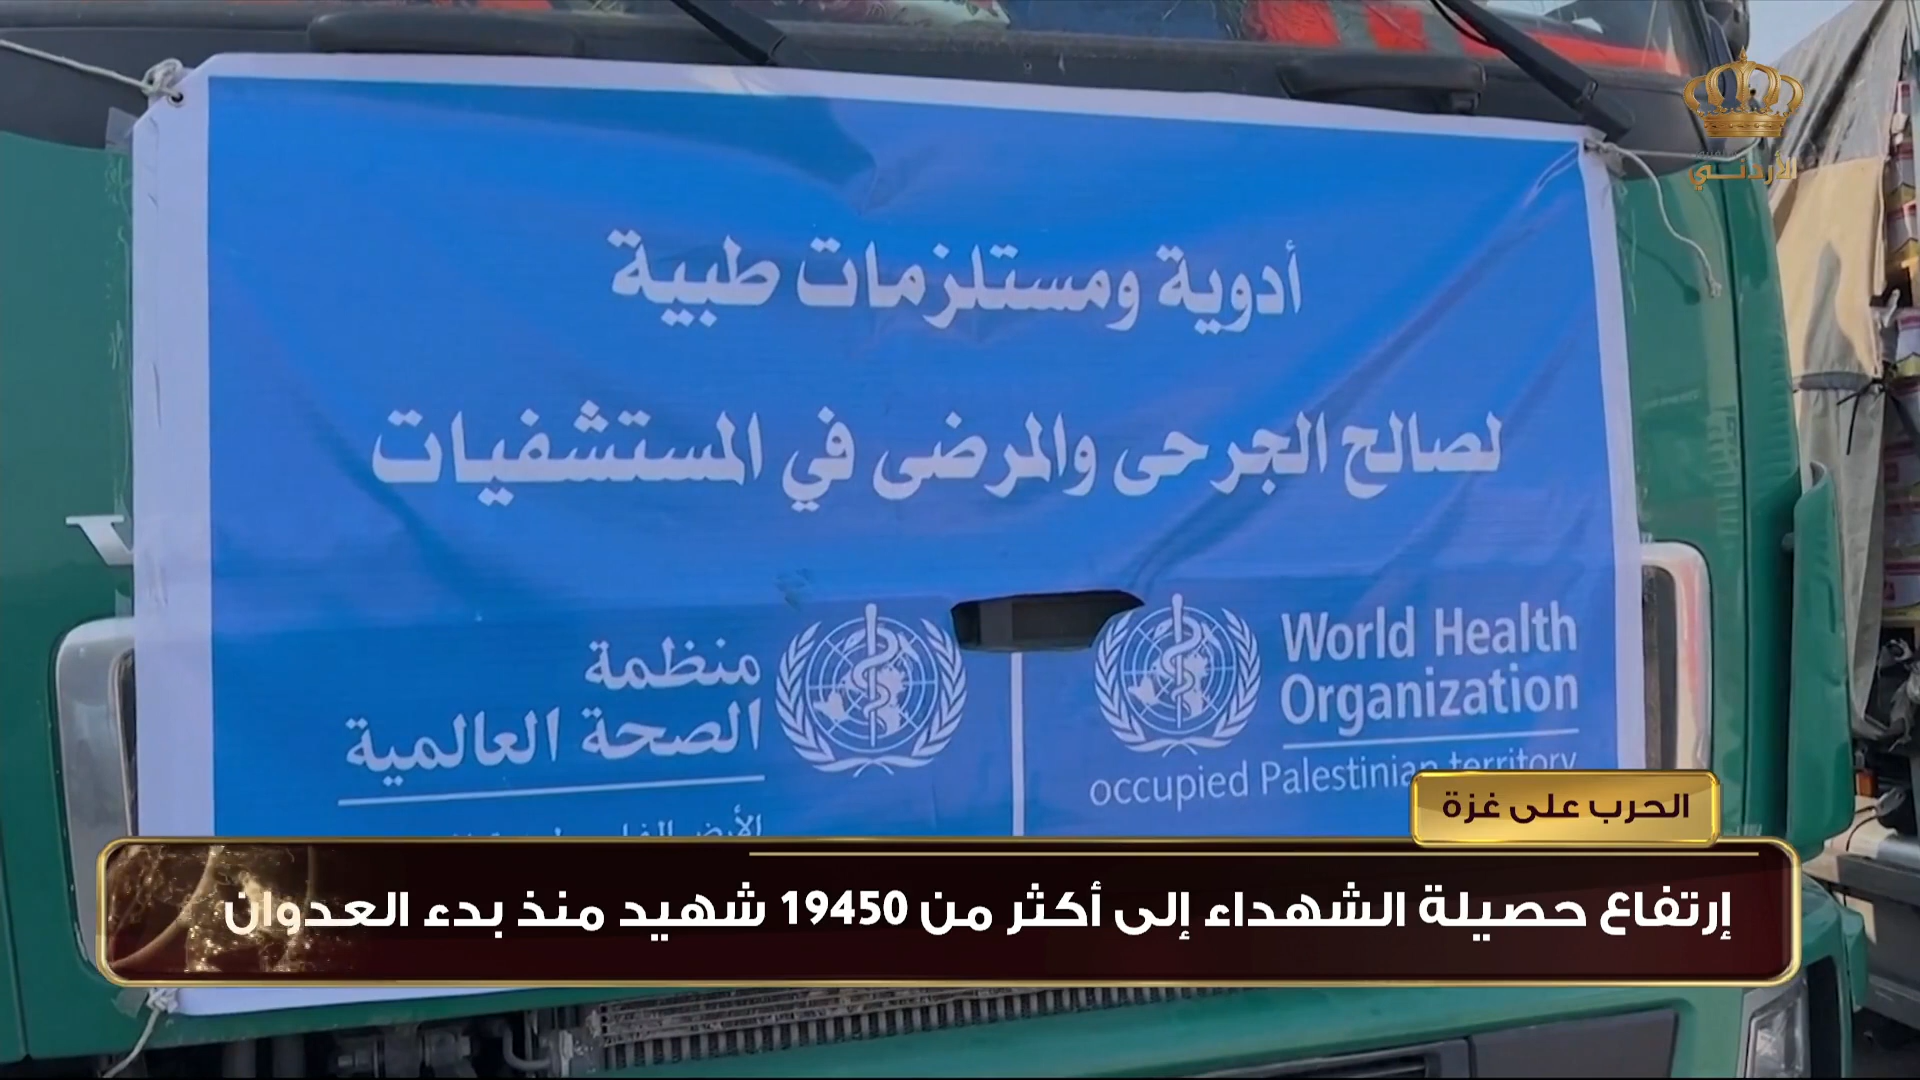 الأردني
أدوية ومستلزمات طبية
لصالح الجرحى والمرضى في المستشفيات
منظمة
الصحة العالمية
World Health
Organization
occupied Palestinian territory
الحرب على غزة
إرتفاع حصيلة الشهداء إلى أكثر من 19450 شهيد منذ بدء العدوان